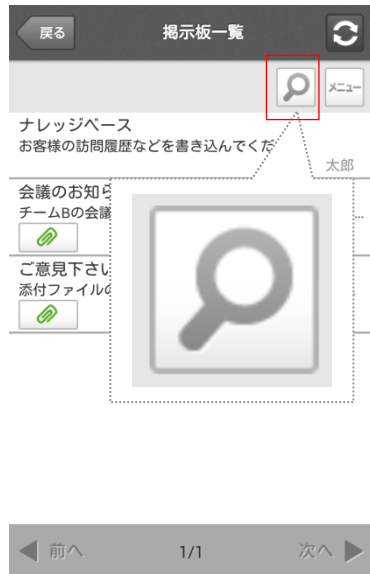 戻る
掲示板一覧
メニュー
ナレッジベース
お客様の訪問履歴などを書き込んでくだ
太郎
会議のお知ら
チームBの会議
...
ご意見下さい
添付ファイルの
前へ
1/1
次へ